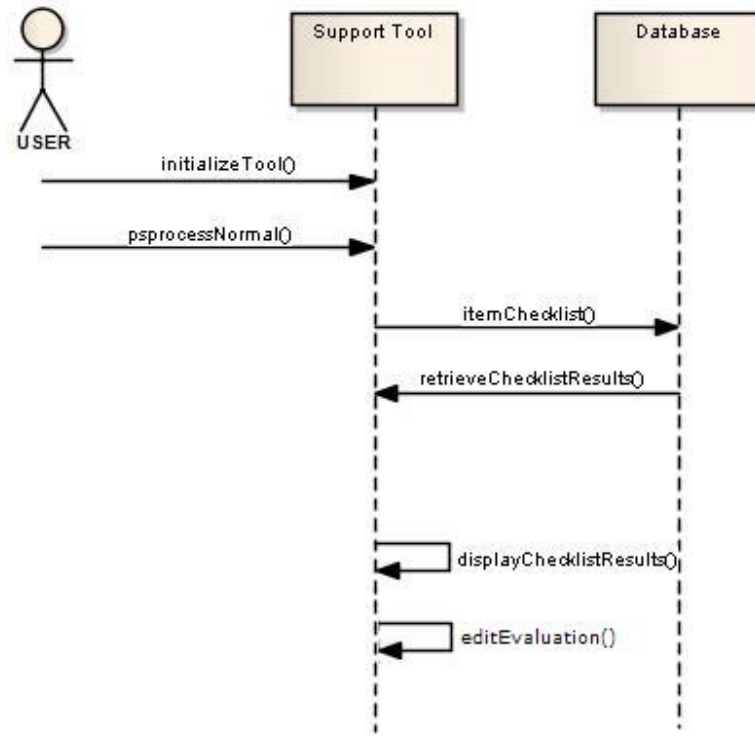 Support Tool
Database
USER
initializeTool()
psprocessNormal()
itemChecklist()
retrieveChecklistResults()
displayChecklistResults()
editEvaluation()